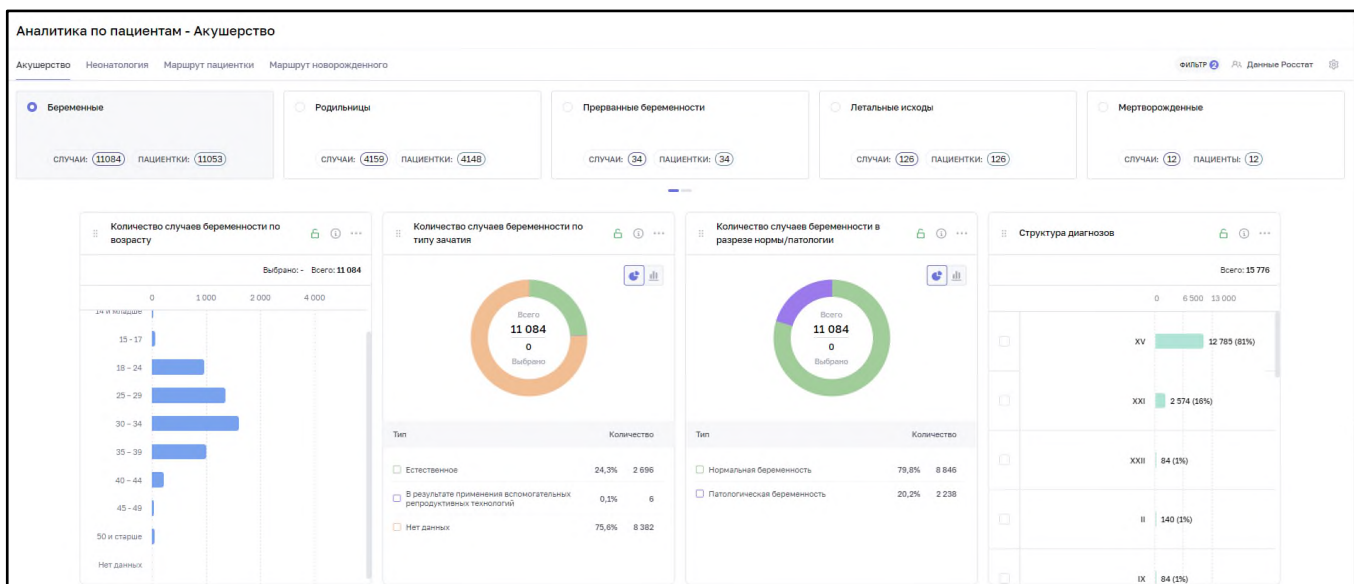 Аналитика по пациентам - Акушерство
Акушерство Неонатология Маршрут пациентки Маршрут новорожденного
ФИЛЬТР 2 Данные Росстат
Беременные
СЛУЧАИ: 11084 ПАЦИЕНТКИ: 11053
Родильницы
СЛУЧАИ: 4159 ПАЦИЕНТКИ: 4148
Прерванные беременности
СЛУЧАИ: 34 ПАЦИЕНТКИ: 34
Летальные исходы
СЛУЧАИ: 126 ПАЦИЕНТКИ: 126
Мертворожденные
СЛУЧАИ: 12 ПАЦИЕНТЫ: 12
Количество случаев беременности по
возрасту
Выбрано: - Всего: 11 084
0 1 000 2 000 4 000
14 и младше
15 – 17
18 – 24
25 – 29
30 – 34
35 – 39
40 – 44
45 – 49
50 и старше
Нет данных
Количество случаев беременности по
типу зачатия
Всего
11 084
0
Выбрано
Тип Количество
Естественное 24,3% 2 696
В результате применения вспомогательных
репродуктивных технологий 0,1% 6
Нет данных 75,6% 8 382
Количество случаев беременности в
разрезе нормы/патологии
Всего
11 084
0
Выбрано
Тип Количество
Нормальная беременность 79,8% 8 846
Патологическая беременность 20,2% 2 238
Структура диагнозов
Всего: 15 776
0 6 500 13 000
XV 12 785 (81%)
XXI 2 574 (16%)
XXII 84 (1%)
II 140 (1%)
IX 84 (1%)